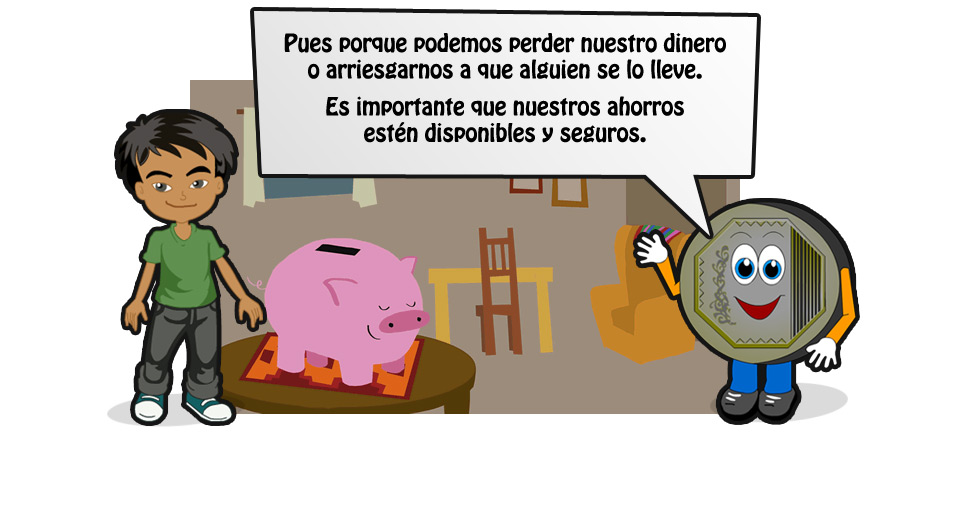 Pues porque podemos perder nuestro dinero
o arriesgarnos a que alguien se lo lleve.
Es importante que nuestros ahorros
estén disponibles y seguros.